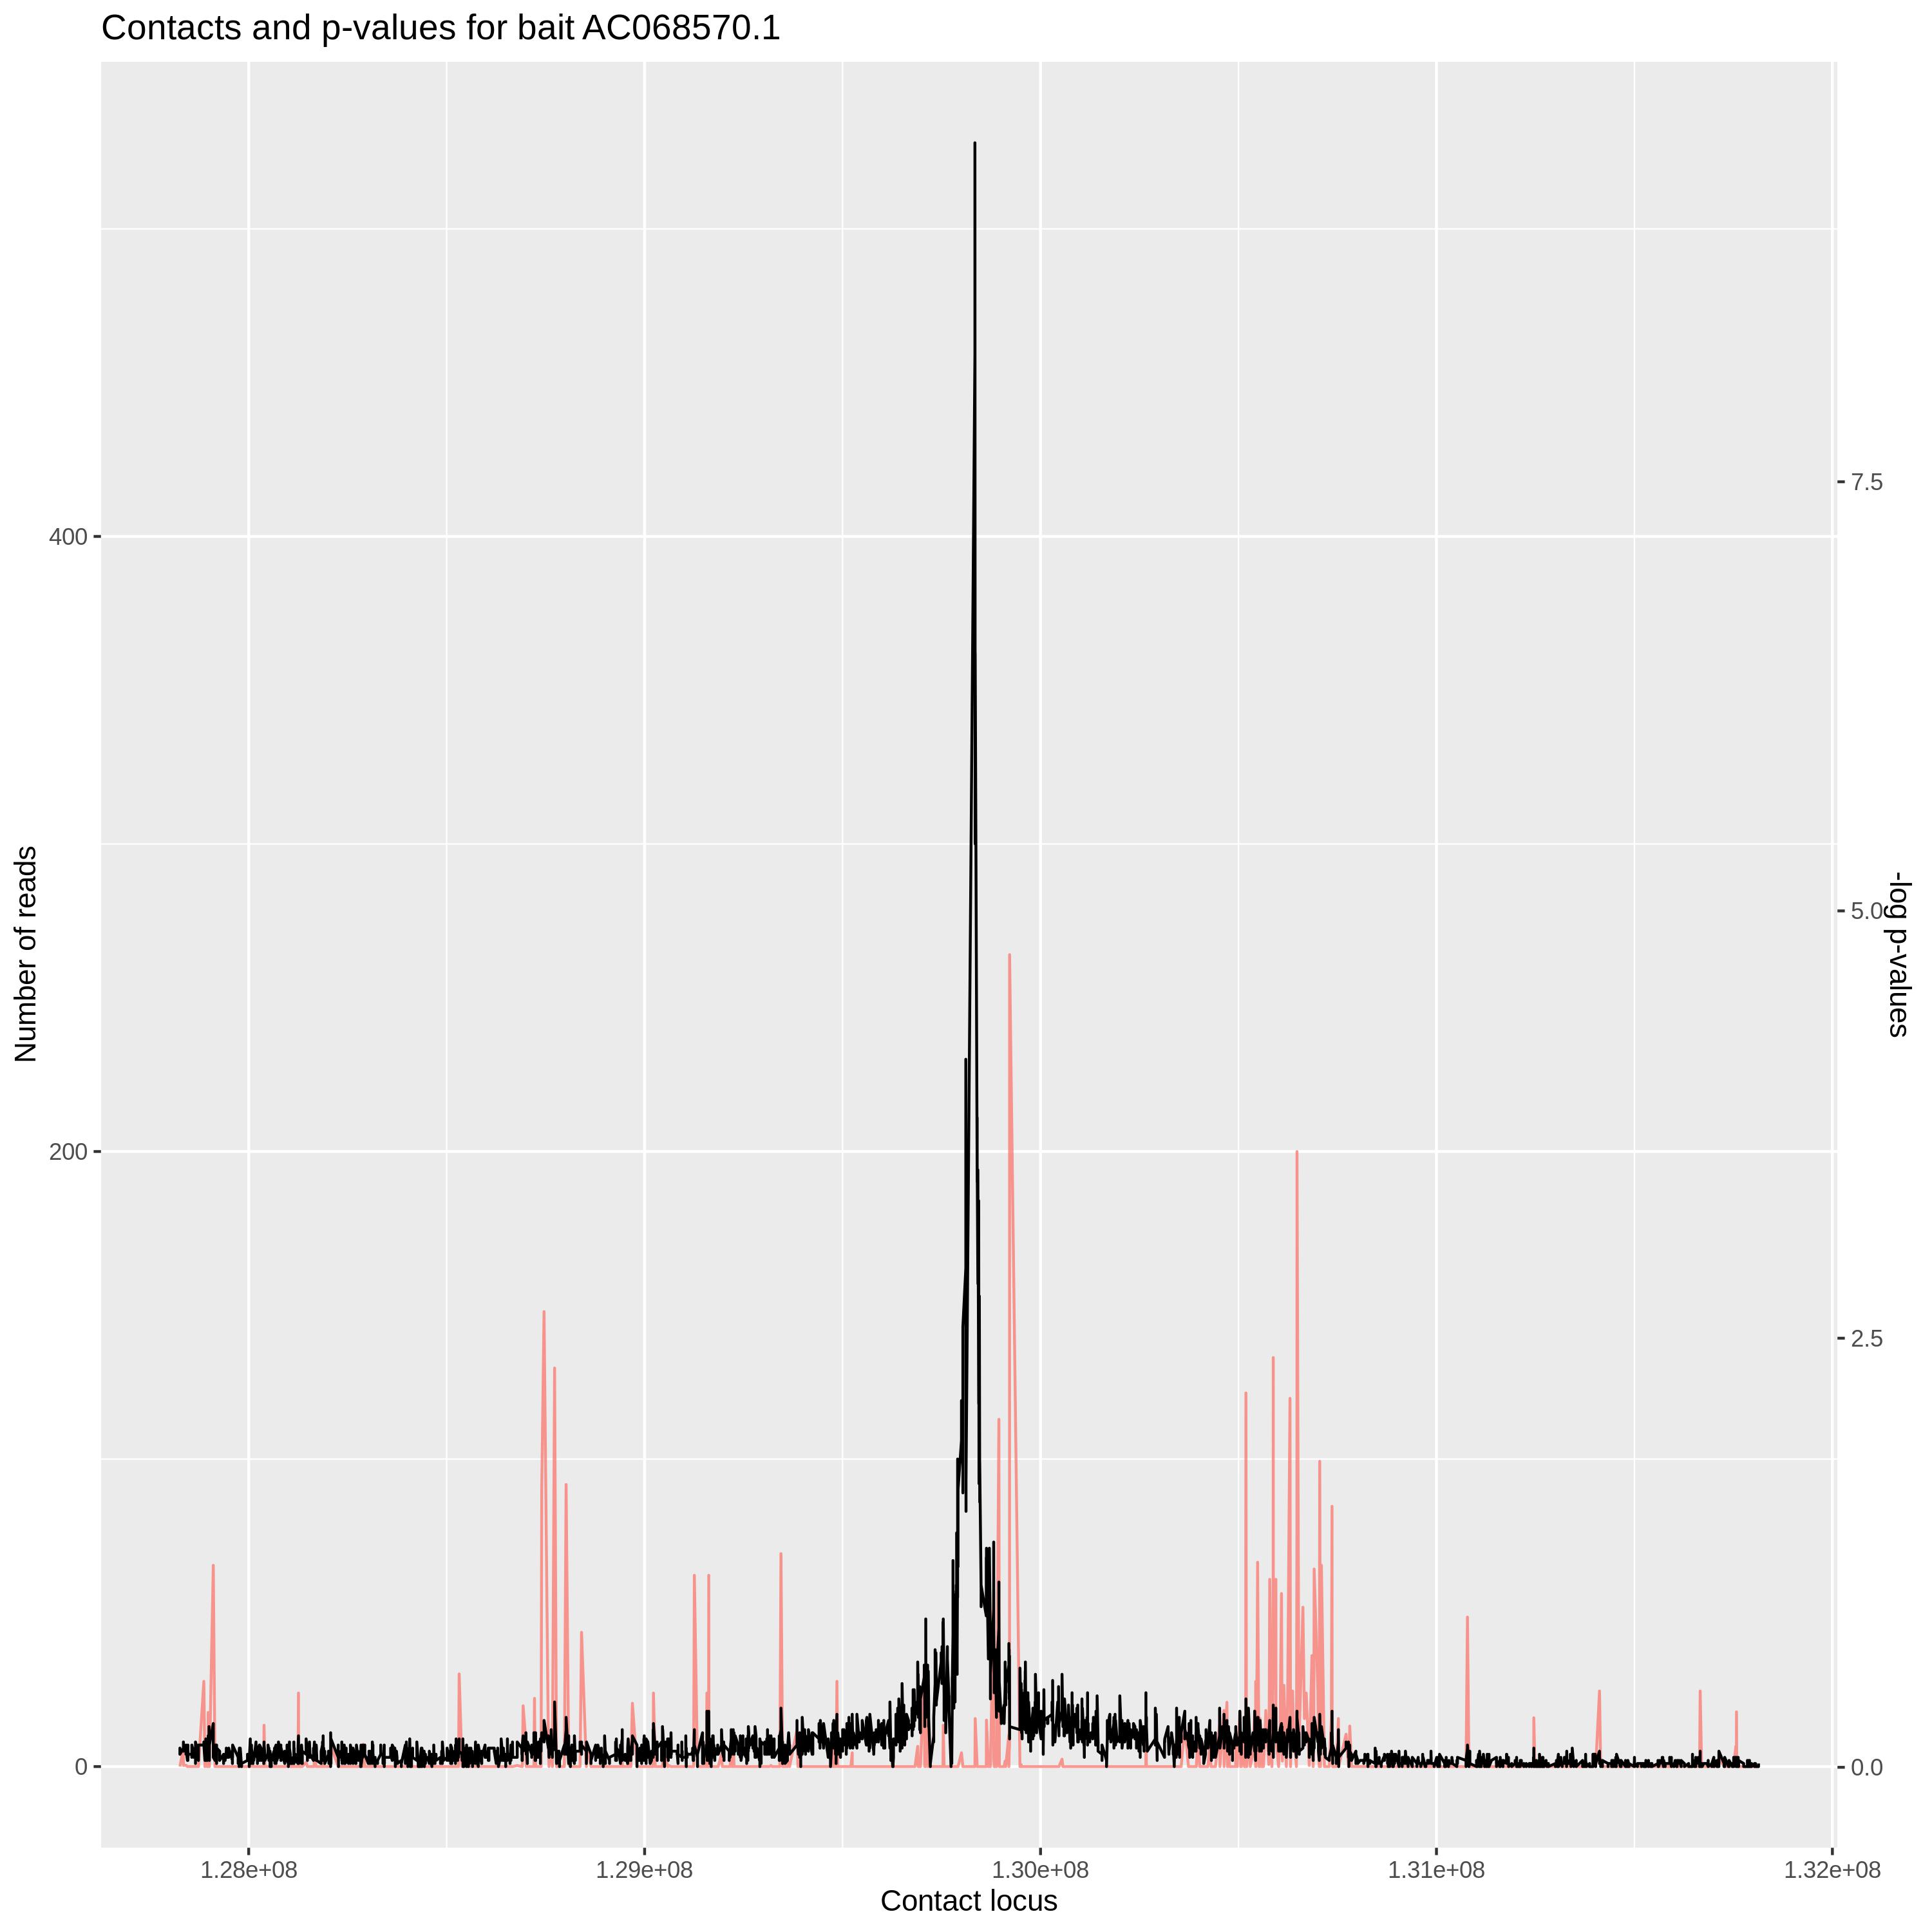 Contacts and p-values for bait AC068570.1
400
200
0
Number of reads
7.5
5.0
2.5
0.0
-log p-values
1.28e+08
1.29e+08
1.30e+08
1.31e+08
1.32e+08
Contact locus